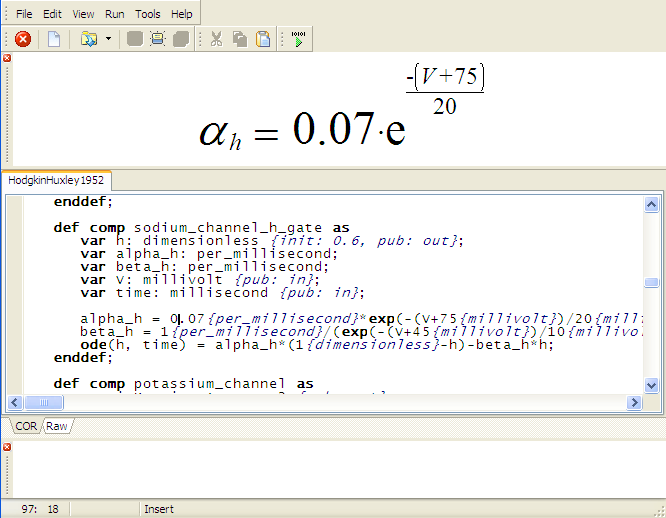 File Edit View Run Tools Help
-(V+75)
20
αh = 0.07·e
HodgkinHuxley1952
enddef;
def comp sodium_channel_h_gate as
var h: dimensionless {init: 0.6, pub: out};
var alpha_h: per_millisecond;
var beta_h: per_millisecond;
var V: millivolt {pub: in};
var time: millisecond {pub: in};
alpha_h = 0.07{per_millisecond}*exp(-(V+75{millivolt})/20{milli
beta_h = 1{per_millisecond}/(exp(-(V+45{millivolt})/10{millivo
ode(h, time) = alpha_h*(1{dimensionless}-h)-beta_h*h;
enddef;
def comp potassium_channel as
COR Raw
97: 18 Insert